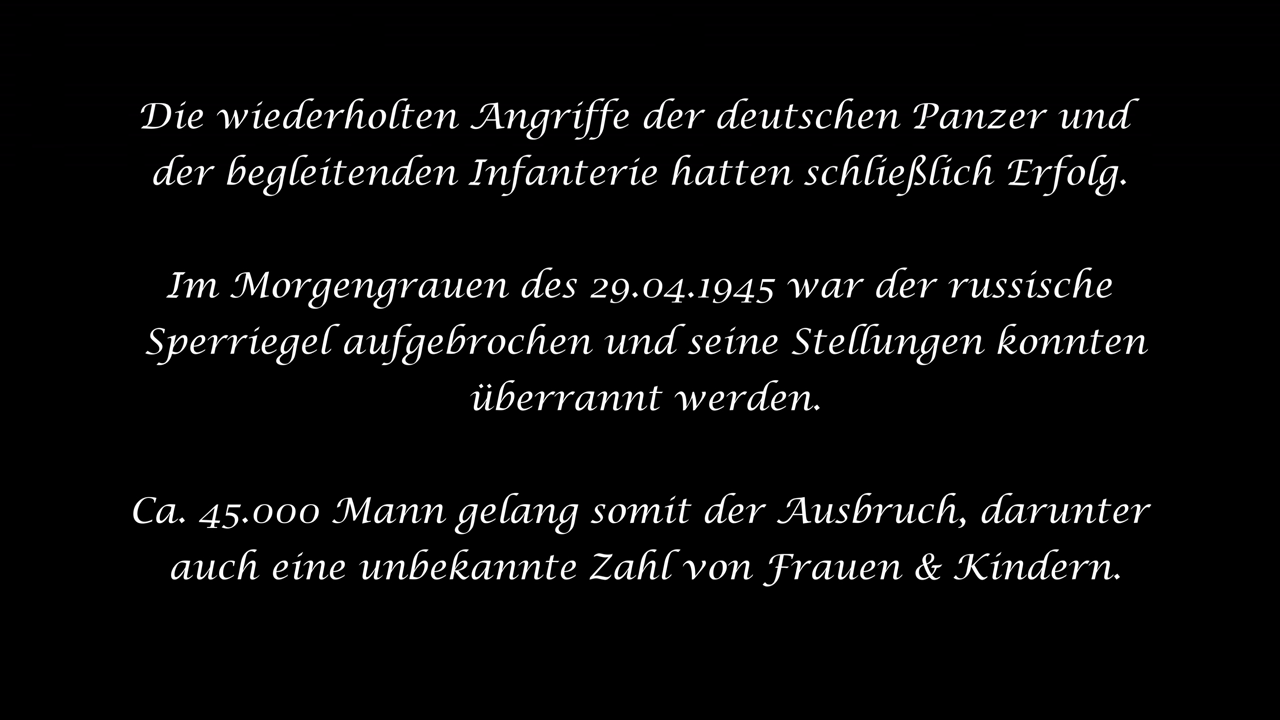 Die wiederholten Angriffe der deutschen Panzer und
der begleitenden Infanterie hatten schließlich Erfolg.
Im Morgengrauen des 29.04.1945 war der russische
Sperriegel aufgebrochen und seine Stellungen konnten
überrannt werden.
Ca. 45.000 Mann gelang somit der Ausbruch, darunter
auch eine unbekannte Zahl von Frauen & Kindern.